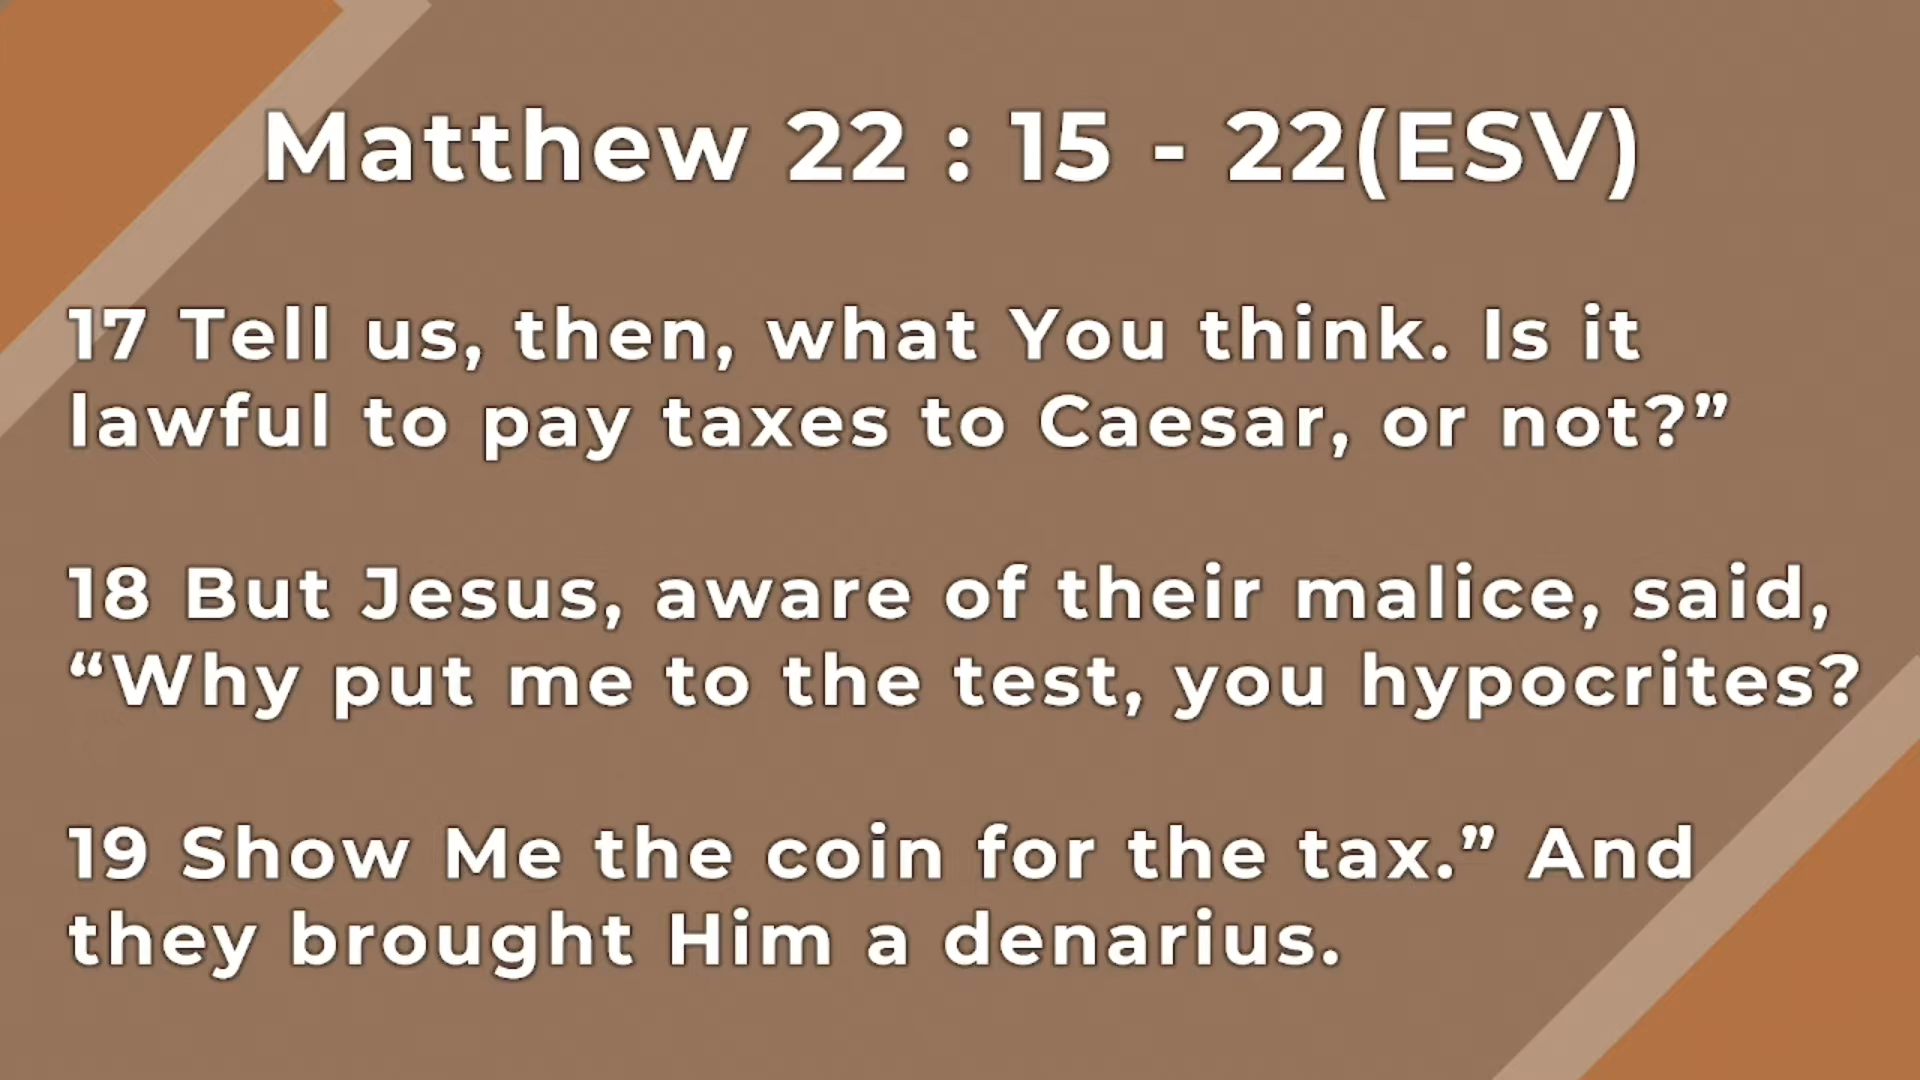 Matthew 22 : 15 - 22(ESV)
17 Tell us, then, what You think. Is it
lawful to pay taxes to Caesar, or not?”
18 But Jesus, aware of their malice, said,
“Why put me to the test, you hypocrites?
19 Show Me the coin for the tax.” And
they brought Him a denarius.